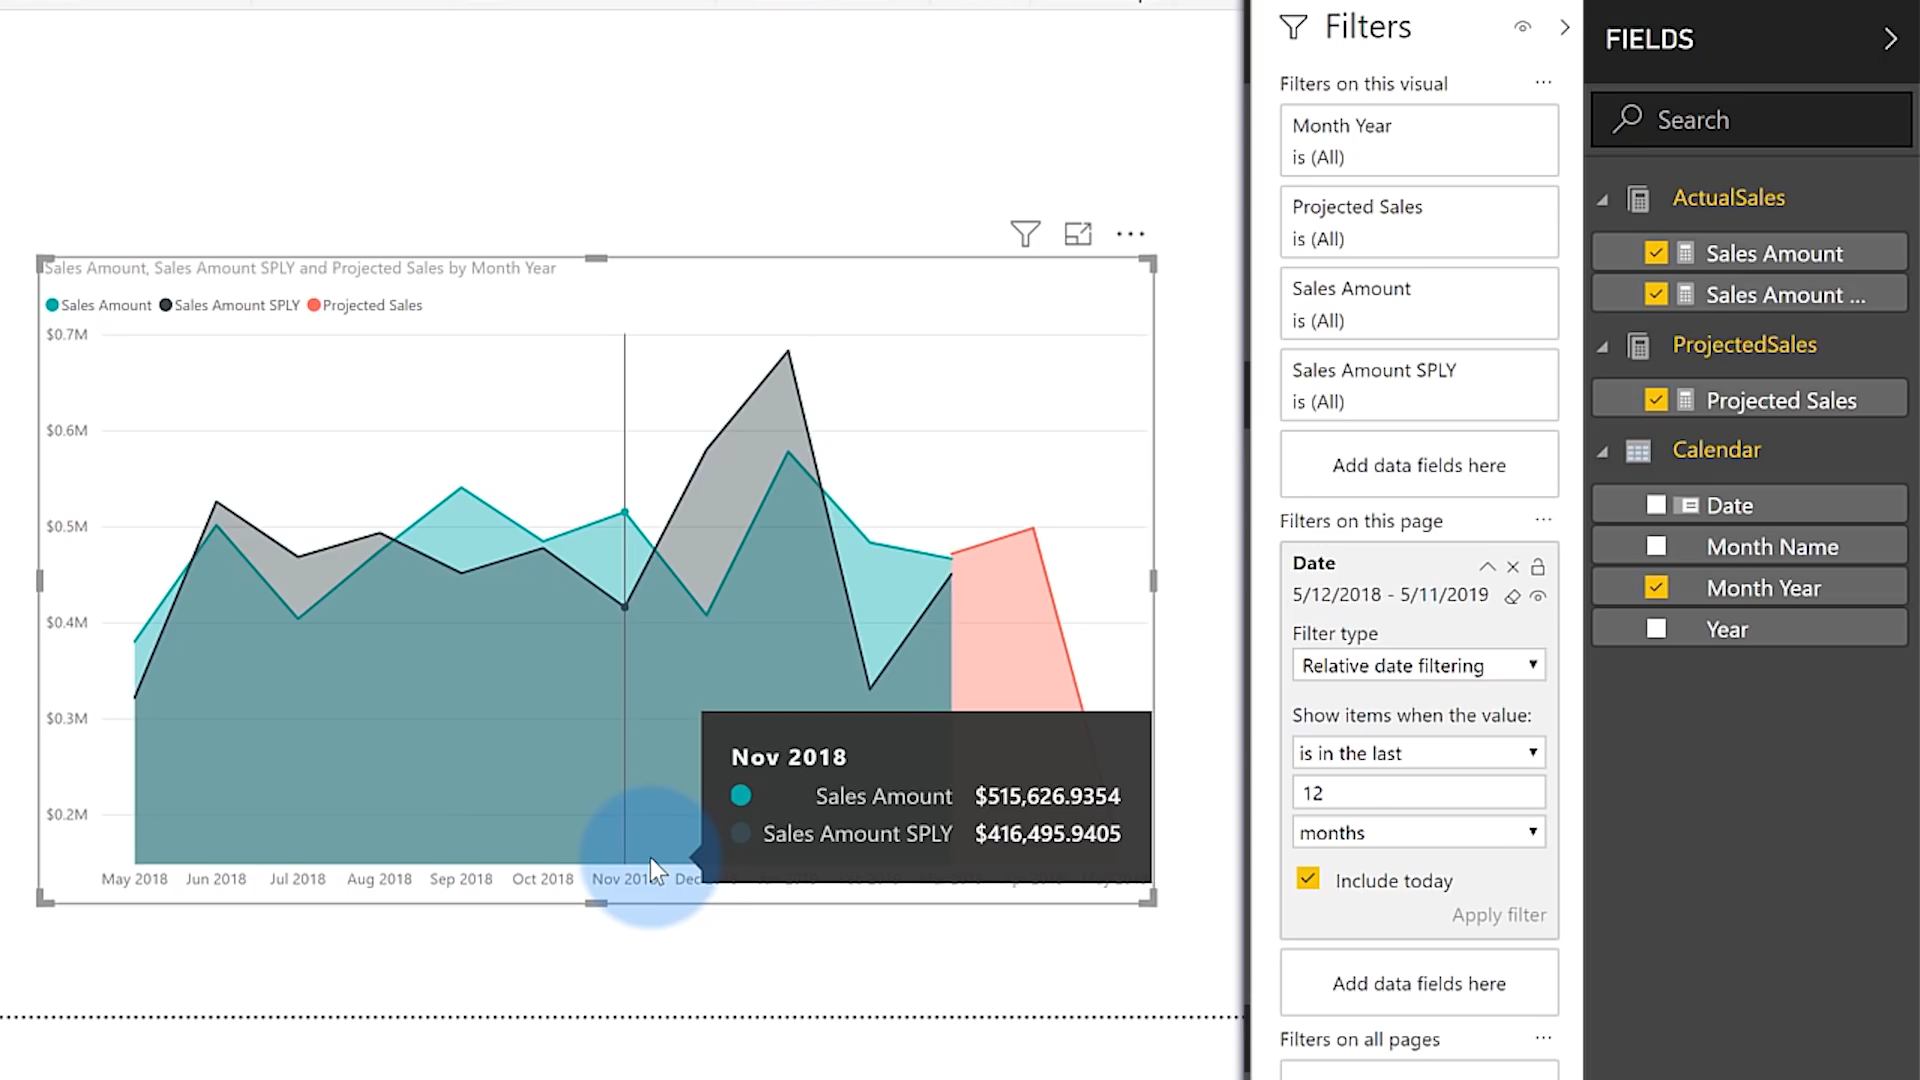 Sales Amount, Sales Amount SPLY and Projected Sales by Month Year
Sales Amount Sales Amount SPLY Projected Sales
$0.7M
$0.6M
$0.5M
$0.4M
$0.3M
$0.2M
May 2018 Jun 2018 Jul 2018 Aug 2018 Sep 2018 Oct 2018 Nov 2018
Nov 2018
Sales Amount $515,626.9354
Sales Amount SPLY $416,495.9405
Filters
Filters on this visual ...
Month Year
is (All)
Projected Sales
is (All)
Sales Amount
is (All)
Sales Amount SPLY
is (All)
Add data fields here
Filters on this page ...
Date
5/12/2018 - 5/11/2019
Filter type
Relative date filtering
Show items when the value:
is in the last
12
months
Include today
Apply filter
Add data fields here
Filters on all pages ...
FIELDS
Search
ActualSales
Sales Amount
Sales Amount ...
ProjectedSales
Projected Sales
Calendar
Date
Month Name
Month Year
Year